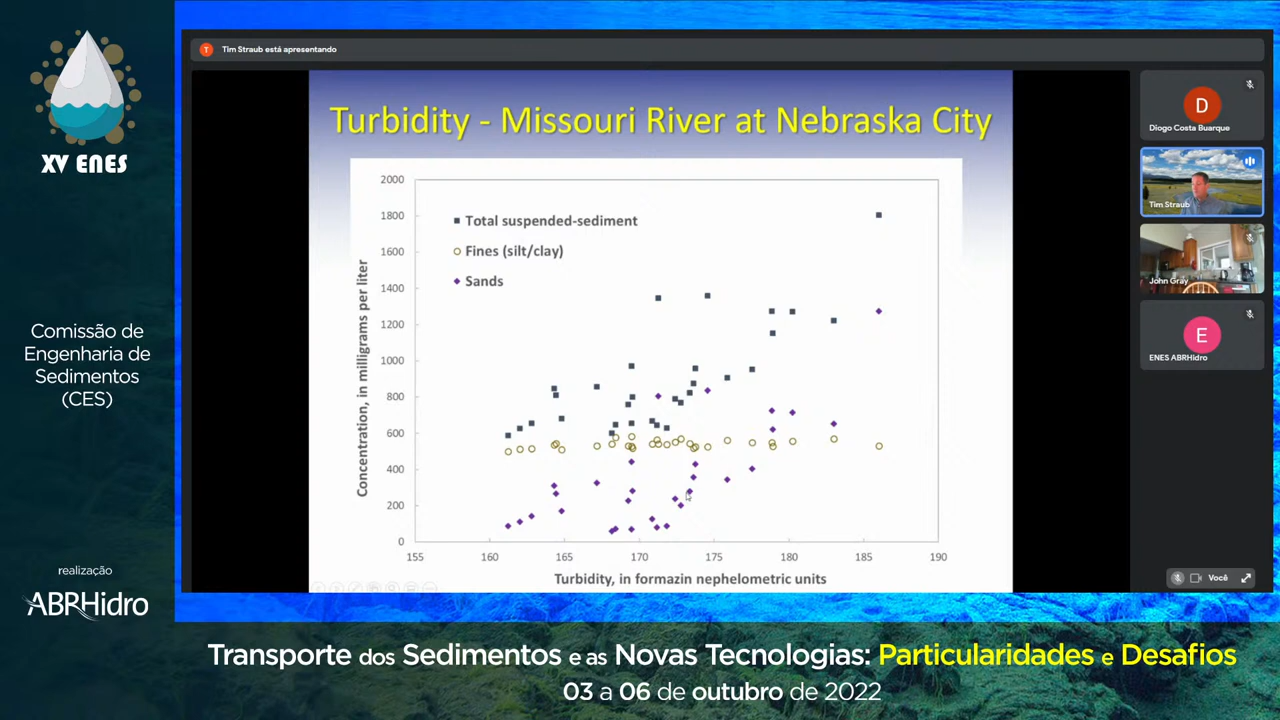 XV ENES
Comissão de
Engenharia de
Sedimentos
(CES)
realização
ABRHidro
T
Tim Straub está apresentando
Turbidity - Missouri River at Nebraska City
2000
1800
1600
1400
1200
1000
800
600
400
200
0
Concentration, in milligrams per liter
Total suspended-sediment
Fines (silt/clay)
Sands
155 160 165 170 175 180 185 190
Turbidity, in formazin nephelometric units
D
Diogo Costa Buarque
Tim Straub
John Gray
E
ENES ABRHidro
Você
Transporte dos Sedimentos e as Novas Tecnologias: Particularidades e Desafios
03 a 06 de outubro de 2022